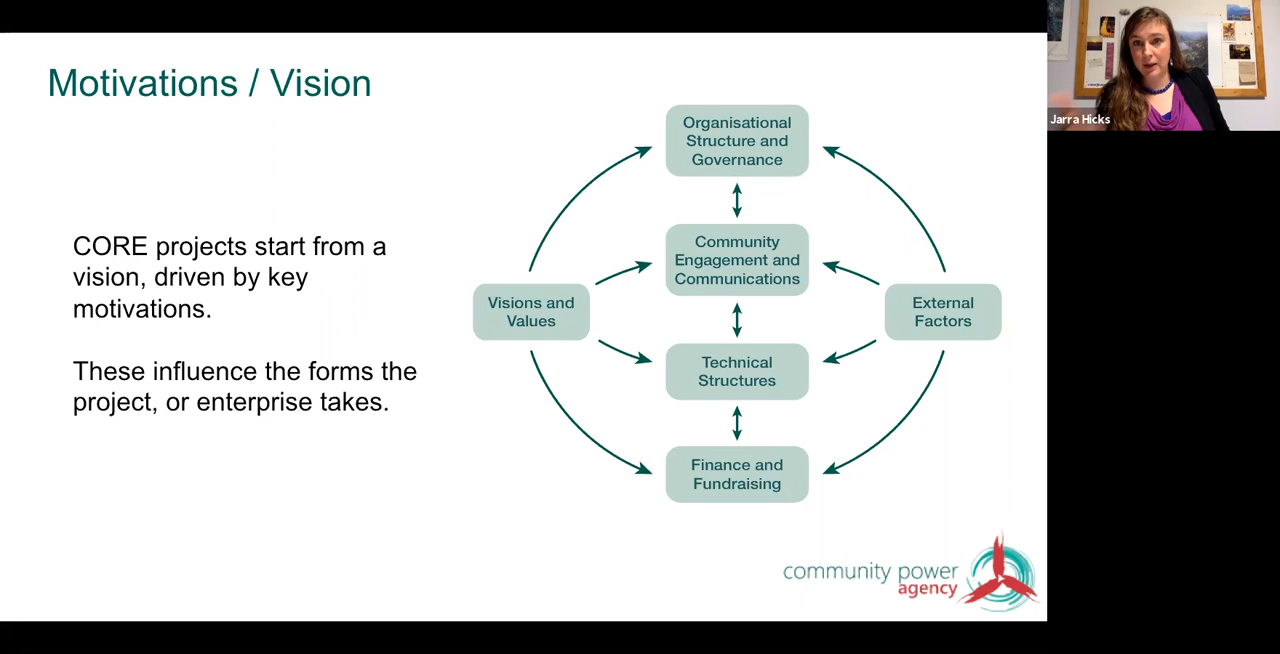 Motivations / Vision
CORE projects start from a
vision, driven by key
motivations.
These influence the forms the
project, or enterprise takes.
Organisational
Structure and
Governance
Community
Engagement and
Communications
Visions and
Values
External
Factors
Technical
Structures
Finance and
Fundraising
community power
agency
Jarra Hicks